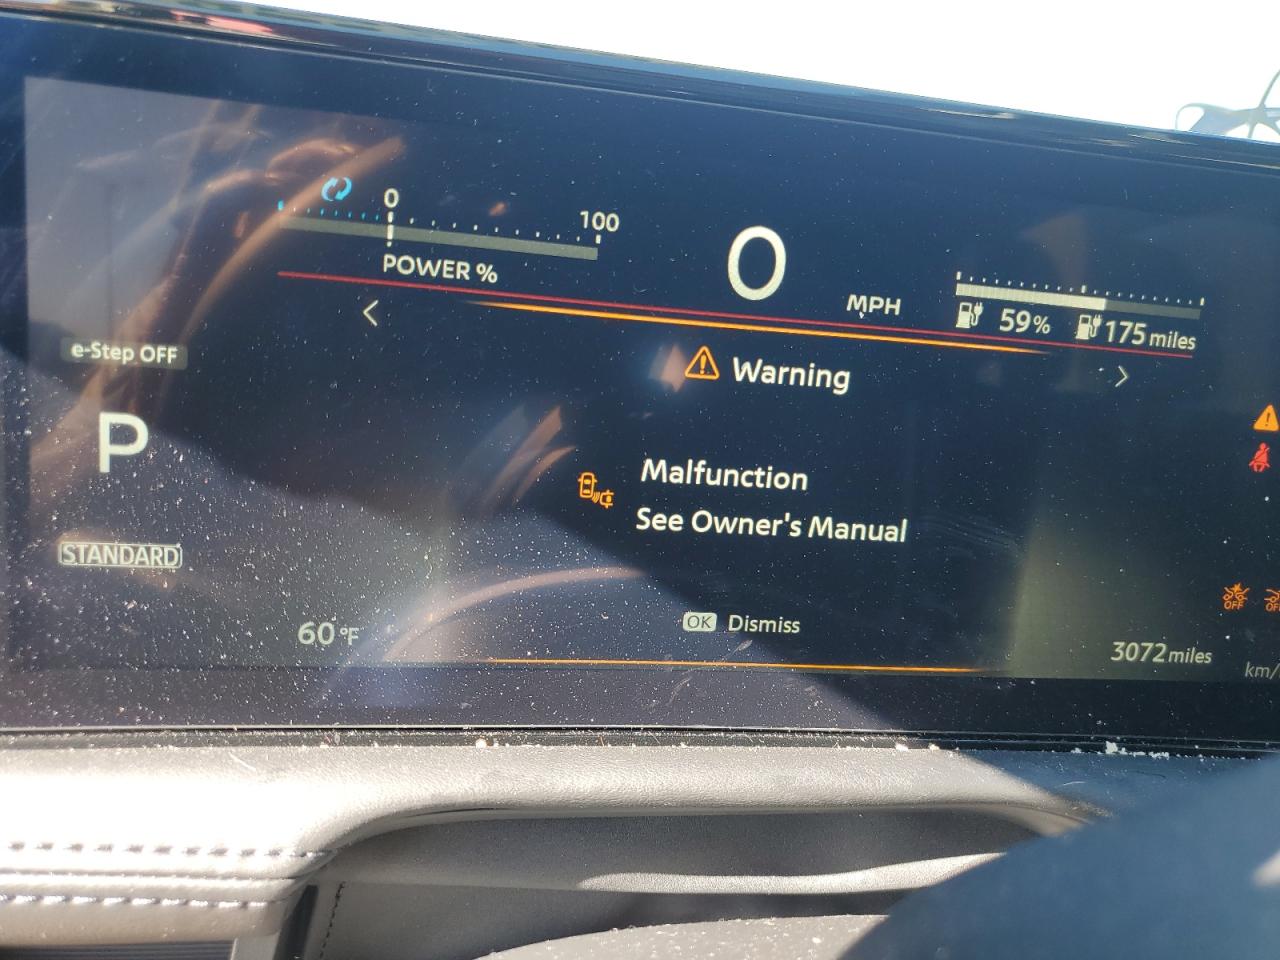 0
100
POWER %
0
MPH
59%
175 miles
Warning
e-Step OFF
P
Malfunction
See Owner's Manual
STANDARD
OK Dismiss
60°F
OFF
3072 miles